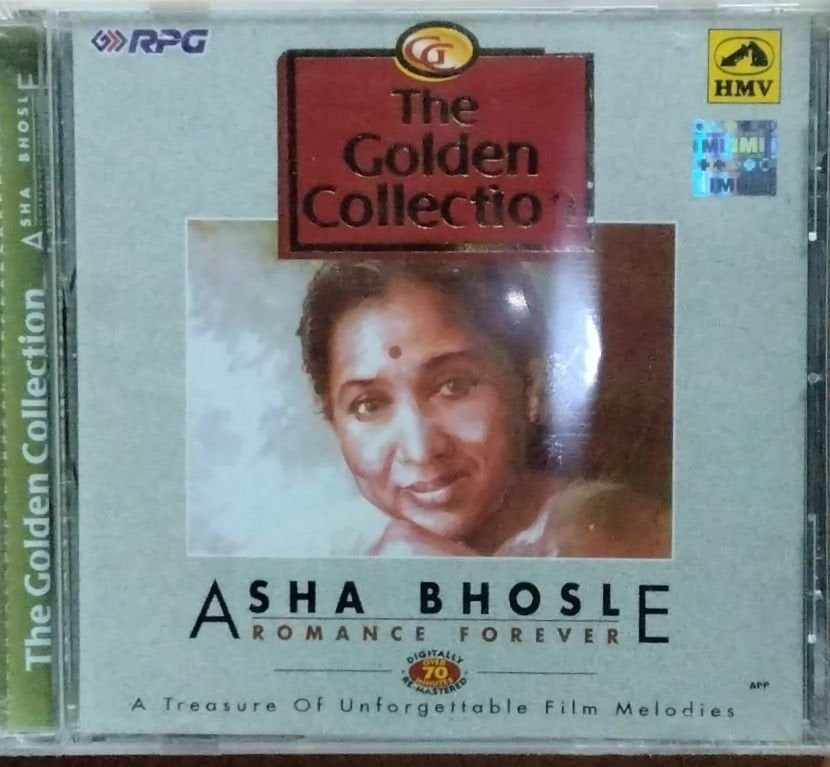 RPG
GG
HMV
The
Golden
Collection
ASHA BHOSLE
ROMANCE FOREVER
DIGITALLY
OVER
70
MINUTES
RE-MASTERED
A Treasure Of Unforgettable Film Melodies
The Golden Collection ASHA BHOSLE